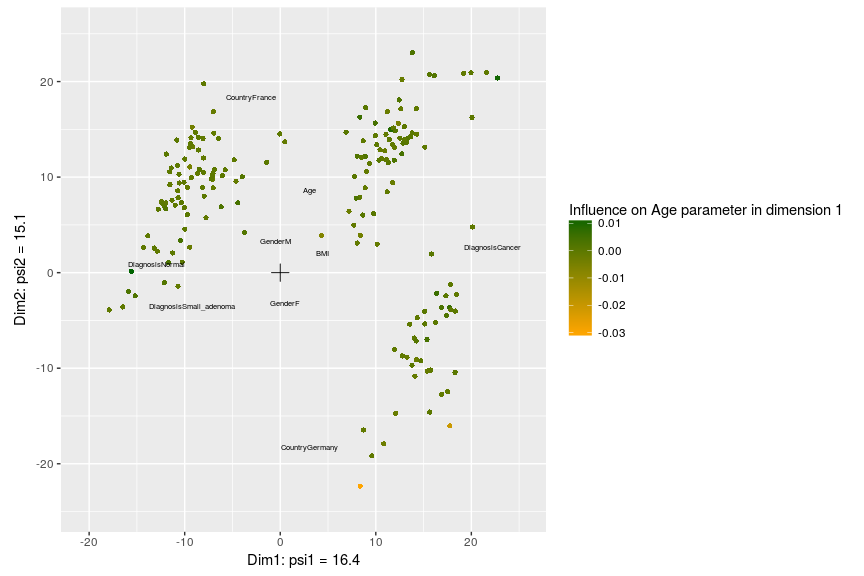 CountryFrance
Age
GenderM
BMI
DiagnosisCancer
DiagnosisNormal
DiagnosisSmall_adenoma
GenderF
CountryGermany
20
10
0
-10
-20
-20
-10
0
10
20
Dim1: psi1 = 16.4
Dim2: psi2 = 15.1
Influence on Age parameter in dimension 1
0.01
0.00
-0.01
-0.02
-0.03